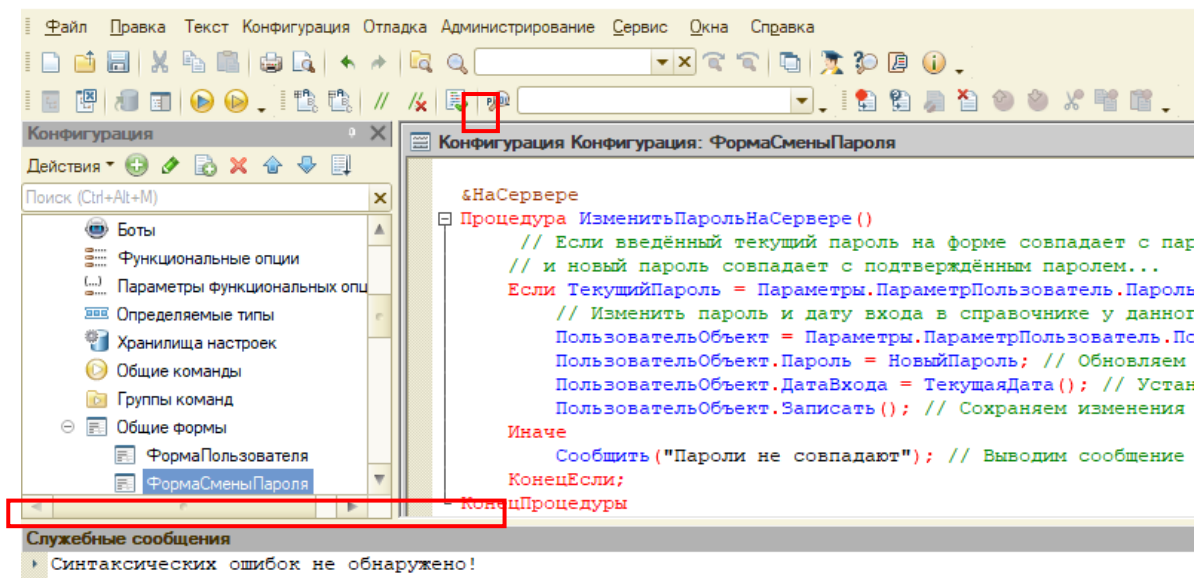 Файл Правка Текст Конфигурация Отладка Администрирование Сервис Окна Справка
Конфигурация
Действия
Поиск (Ctrl+Alt+M)
Боты
Функциональные опции
Параметры функциональных опц
Определяемые типы
Хранилища настроек
Общие команды
Группы команд
Общие формы
ФормаПользователя
ФормаСменыПароля
Конфигурация Конфигурация: ФормаСменыПароля
&НаСервере
Процедура ИзменитьПарольНаСервере()
// Если введённый текущий пароль на форме совпадает с пар
// и новый пароль совпадает с подтверждённым паролем...
Если ТекущийПароль = Параметры.ПараметрПользователь.Пароль
// Изменить пароль и дату входа в справочнике у данног
ПользовательОбъект = Параметры.ПараметрПользователь.По
ПользовательОбъект.Пароль = НовыйПароль; // Обновляем
ПользовательОбъект.ДатаВхода = ТекущаяДата(); // Устан
ПользовательОбъект.Записать(); // Сохраняем изменения
Иначе
Сообщить("Пароли не совпадают"); // Выводим сообщение
КонецЕсли;
КонецПроцедуры
Служебные сообщения
Синтаксических ошибок не обнаружено!